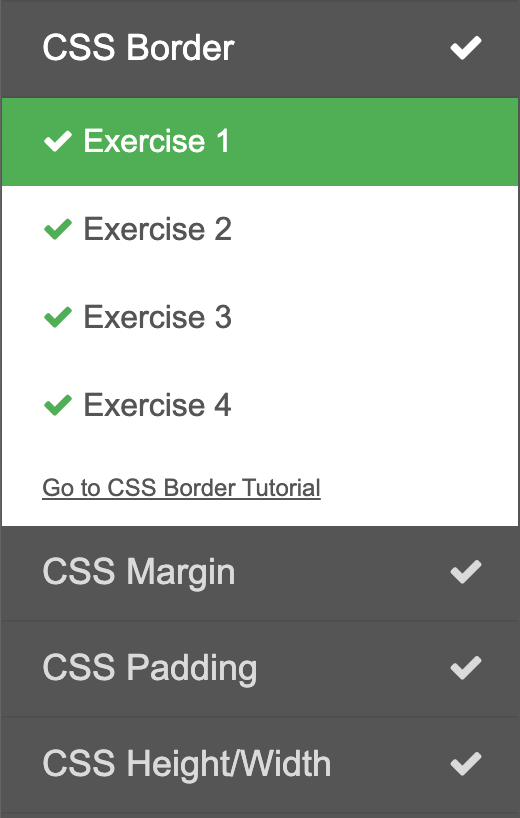 CSS Border
Exercise 1
Exercise 2
Exercise 3
Exercise 4
Go to CSS Border Tutorial
CSS Margin
CSS Padding
CSS Height/Width